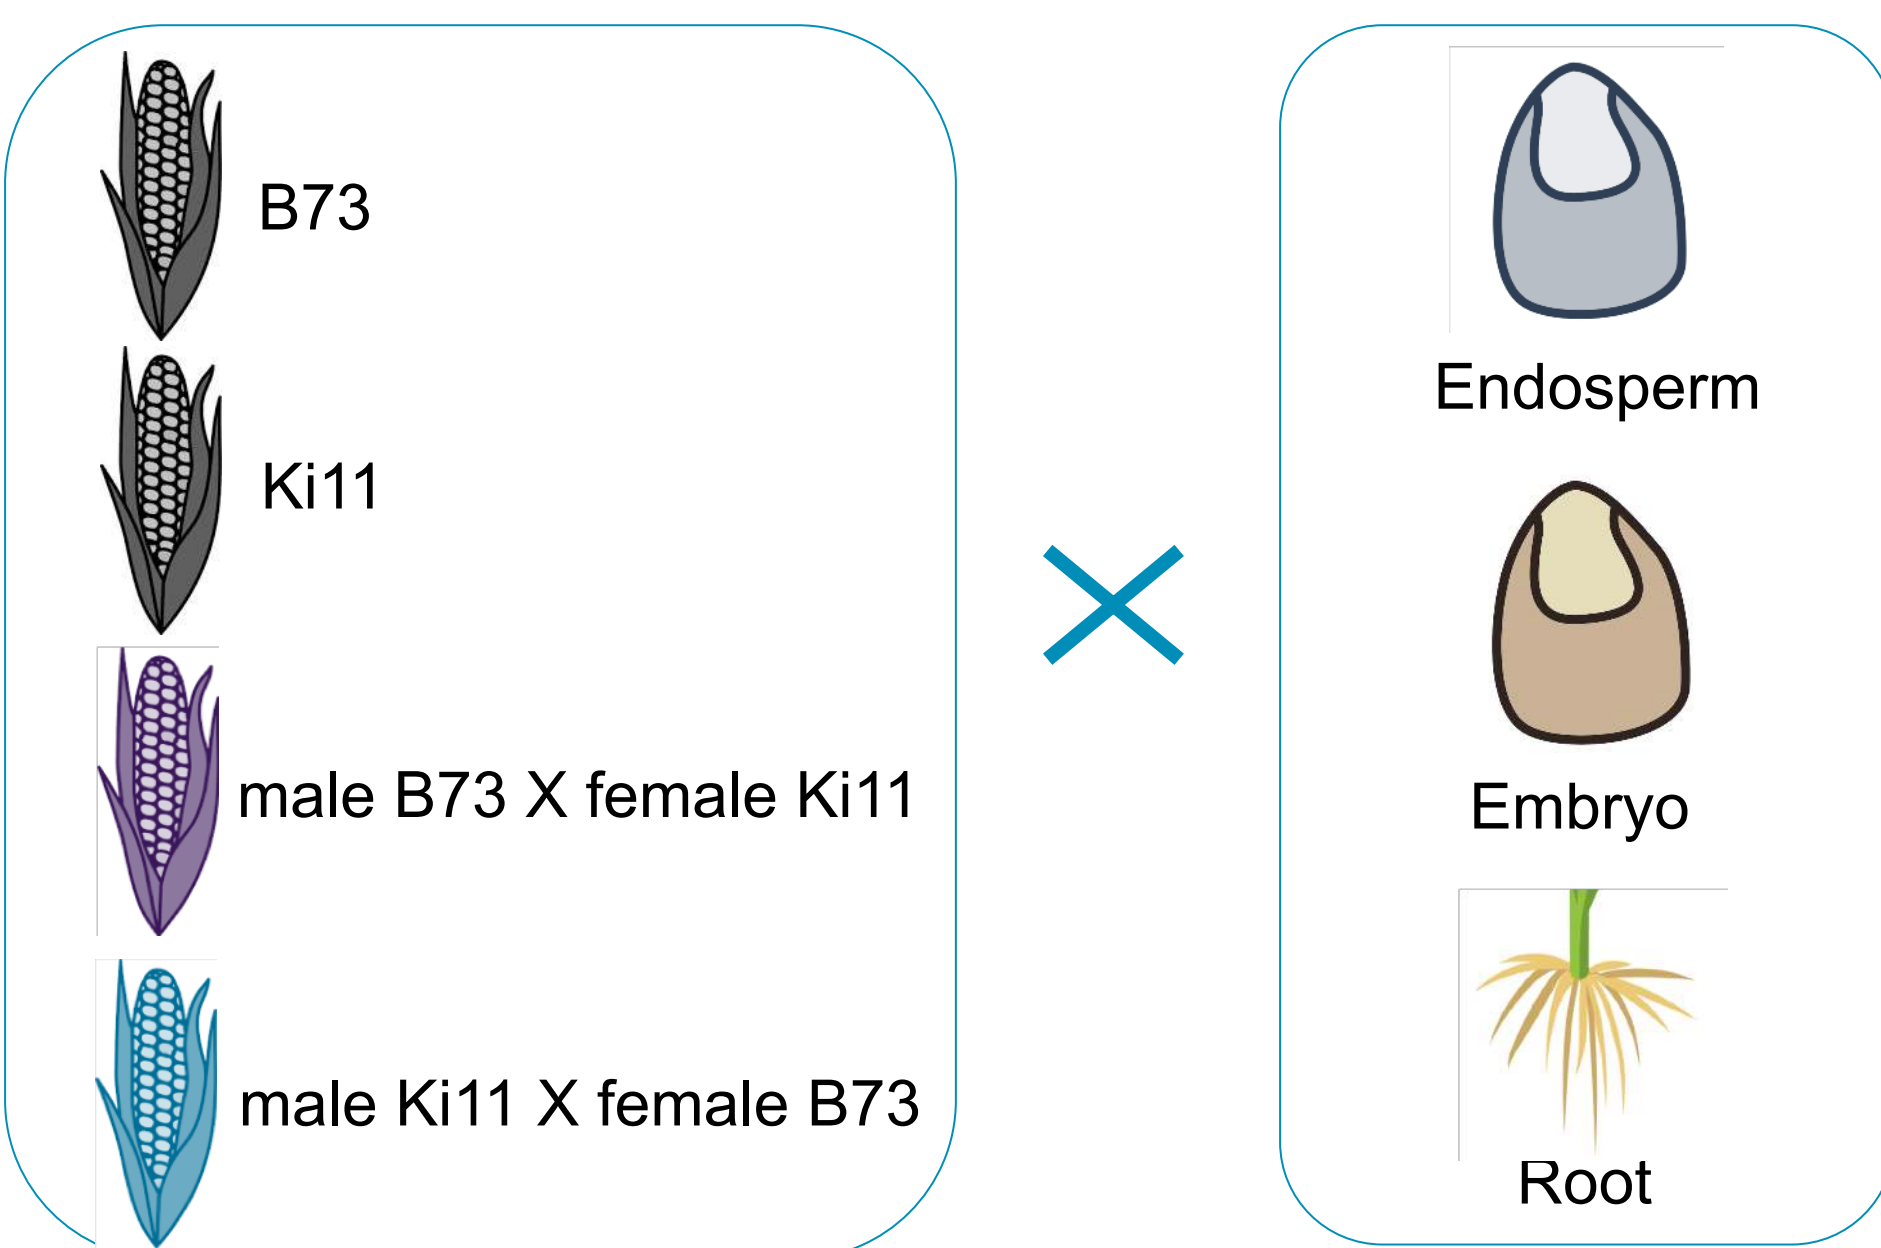 B73
Ki11
male B73 X female Ki11
male Ki11 X female B73
Endosperm
Embryo
Root